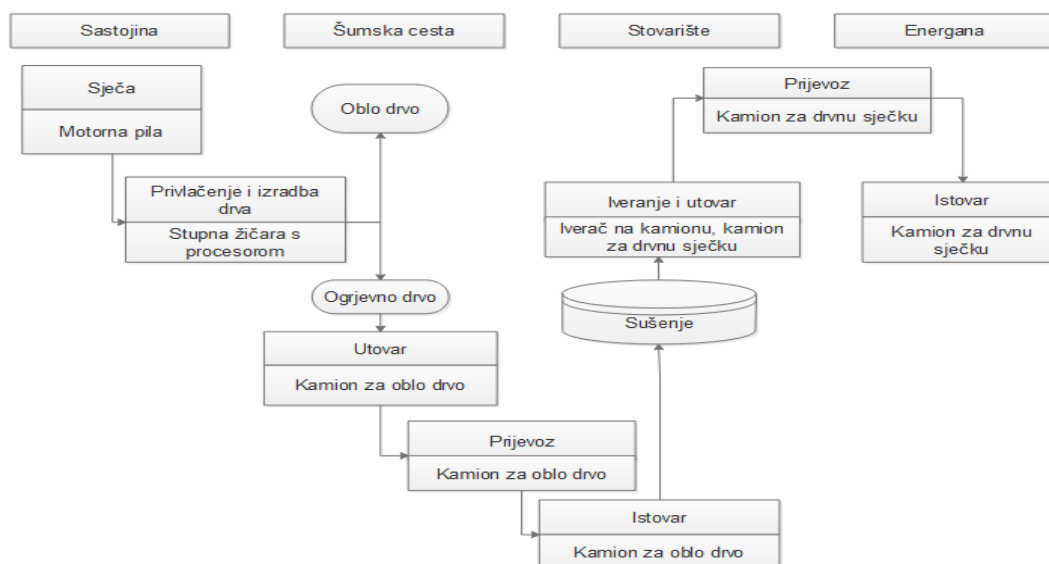 Sastojina
Šumska cesta
Stovarište
Energana
Sječa
Motorna pila
Privlačenje i izradba
drva
Stupna žičara s
procesorom
Oblo drvo
Ogrjevno drvo
Utovar
Kamion za oblo drvo
Prijevoz
Kamion za oblo drvo
Istovar
Kamion za oblo drvo
Sušenje
Iveranje i utovar
Iverač na kamionu, kamion
za drvnu sječku
Prijevoz
Kamion za drvnu sječku
Istovar
Kamion za drvnu
sječku